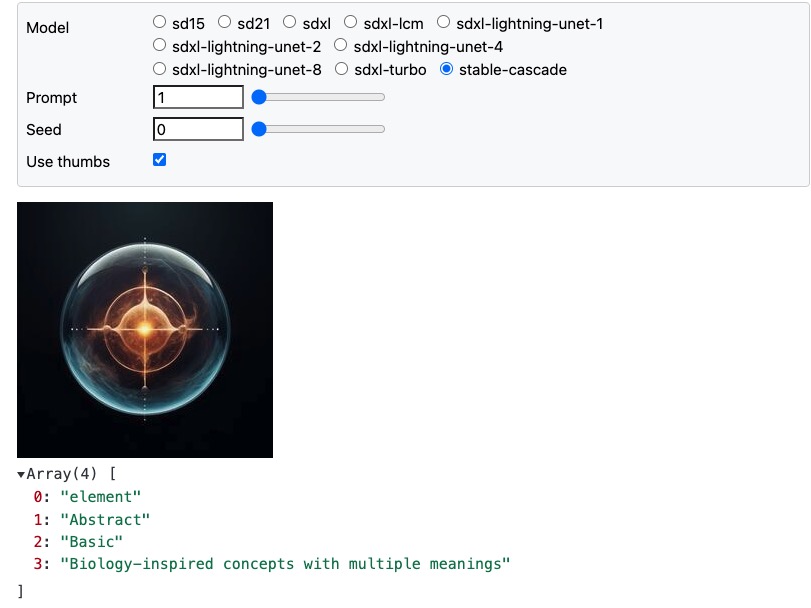 Model sd15 sd21 sdxl sdxl-lcm sdxl-lightning-unet-1
sdxl-lightning-unet-2 sdxl-lightning-unet-4
sdxl-lightning-unet-8 sdxl-turbo stable-cascade
Prompt 1
Seed 0
Use thumbs
▾Array(4) [
0: "element"
1: "Abstract"
2: "Basic"
3: "Biology-inspired concepts with multiple meanings"
]